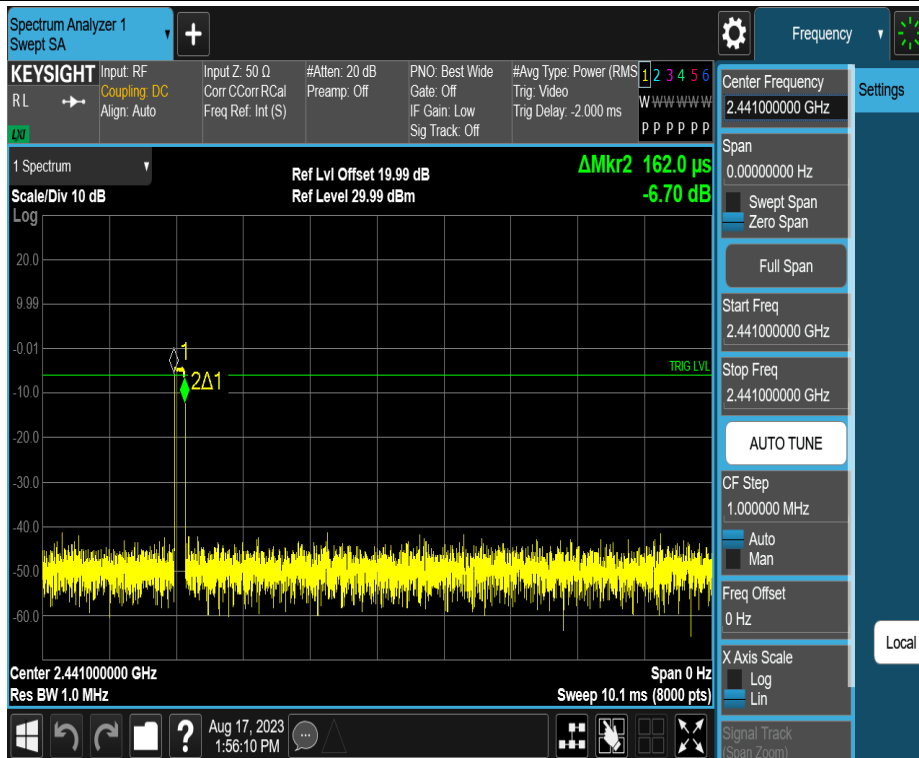 Spectrum Analyzer 1
Swept SA
+
Frequency
KEYSIGHT
RL
LXI
Input: RF
Coupling: DC
Align: Auto
Input Z: 50 Ω
Corr CCorr RCal
Freq Ref: Int (S)
#Atten: 20 dB
Preamp: Off
PNO: Best Wide
Gate: Off
IF Gain: Low
Sig Track: Off
#Avg Type: Power (RMS
Trig: Video
Trig Delay: -2.000 ms
1 2 3 4 5 6
W W W W W W
P P P P P P
1 Spectrum
Scale/Div 10 dB
Log
Ref Lvl Offset 19.99 dB
Ref Level 29.99 dBm
ΔMkr2 162.0 µs
-6.70 dB
20.0
9.99
-0.01
-10.0
-20.0
-30.0
-40.0
-50.0
-60.0
1
2Δ1
TRIG LVL
Center 2.441000000 GHz
Res BW 1.0 MHz
Span 0 Hz
Sweep 10.1 ms (8000 pts)
Aug 17, 2023
1:56:10 PM
?
Center Frequency
2.441000000 GHz
Span
0.00000000 Hz
Swept Span
Zero Span
Full Span
Start Freq
2.441000000 GHz
Stop Freq
2.441000000 GHz
AUTO TUNE
CF Step
1.000000 MHz
Auto
Man
Freq Offset
0 Hz
X Axis Scale
Log
Lin
Signal Track
(Span Zoom)
Settings
Local